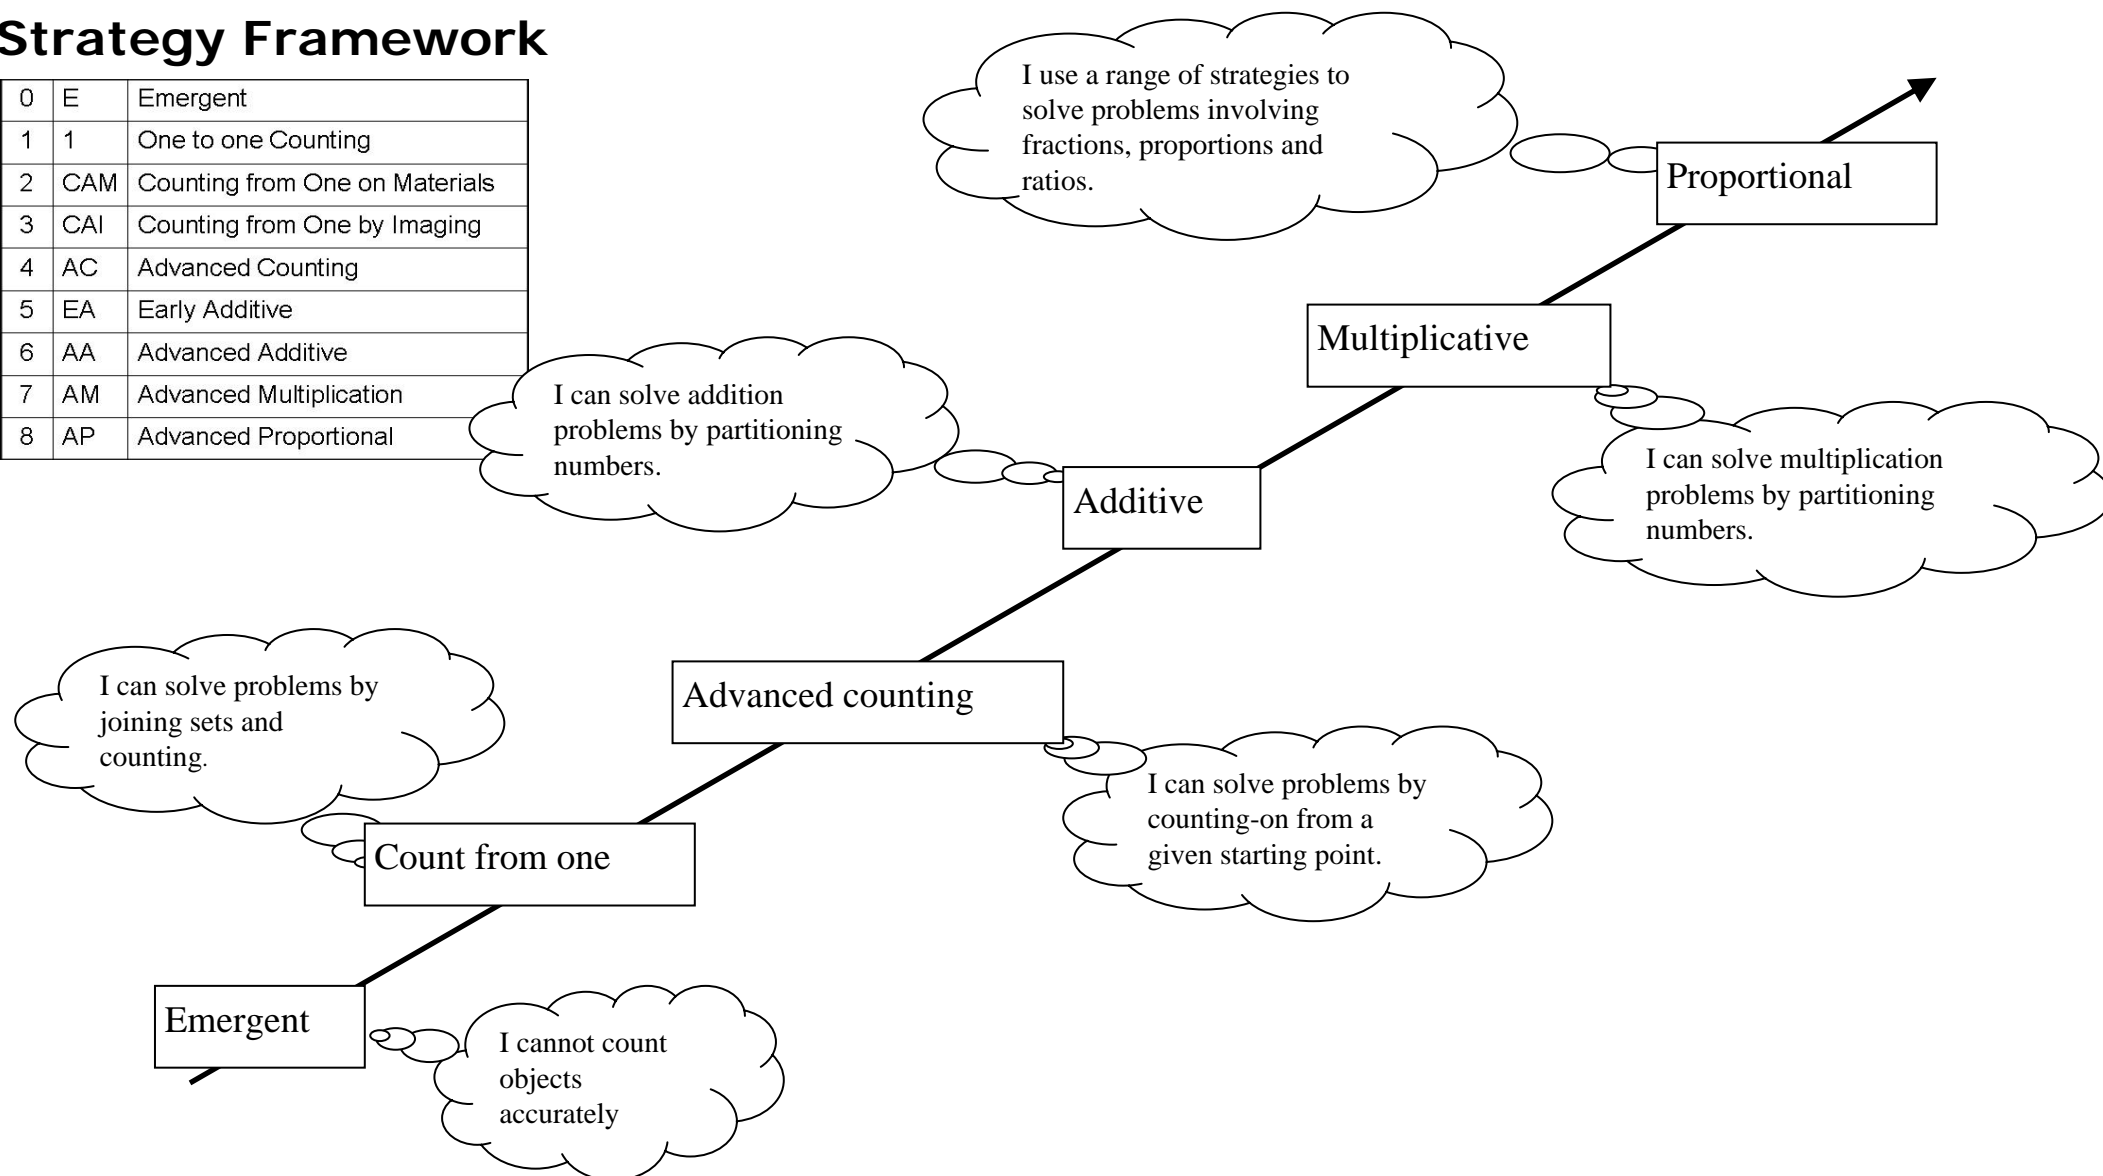 Strategy Framework
0 E Emergent
1 1 One to one Counting
2 CAM Counting from One on Materials
3 CAI Counting from One by Imaging
4 AC Advanced Counting
5 EA Early Additive
6 AA Advanced Additive
7 AM Advanced Multiplication
8 AP Advanced Proportional
I use a range of strategies to
solve problems involving
fractions, proportions and
ratios.
Proportional
Multiplicative
I can solve addition
problems by partitioning
numbers.
I can solve multiplication
problems by partitioning
numbers.
Additive
I can solve problems by
joining sets and
counting.
Advanced counting
I can solve problems by
counting-on from a
given starting point.
Count from one
Emergent
I cannot count
objects
accurately